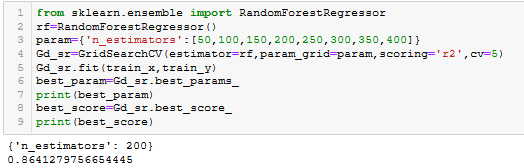 1 from sklearn.ensemble import RandomForestRegressor
2 rf=RandomForestRegressor()
3 param={'n_estimators':[50,100,150,200,250,300,350,400]}
4 Gd_sr=GridSearchCV(estimator=rf,param_grid=param,scoring='r2',cv=5)
5 Gd_sr.fit(train_x,train_y)
6 best_param=Gd_sr.best_params_
7 print(best_param)
8 best_score=Gd_sr.best_score_
9 print(best_score)
{'n_estimators': 200}
0.8641279756654445